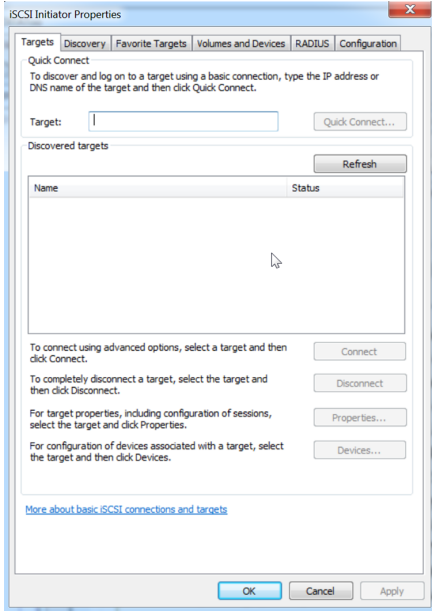 iSCSI Initiator Properties
Targets Discovery Favorite Targets Volumes and Devices RADIUS Configuration
Quick Connect
To discover and log on to a target using a basic connection, type the IP address or
DNS name of the target and then click Quick Connect.
Target:
Quick Connect...
Discovered targets
Refresh
Name Status
To connect using advanced options, select a target and then
click Connect.
Connect
To completely disconnect a target, select the target and
then click Disconnect.
Disconnect
For target properties, including configuration of sessions,
select the target and click Properties.
Properties...
For configuration of devices associated with a target, select
the target and then click Devices.
Devices...
More about basic iSCSI connections and targets
OK Cancel Apply